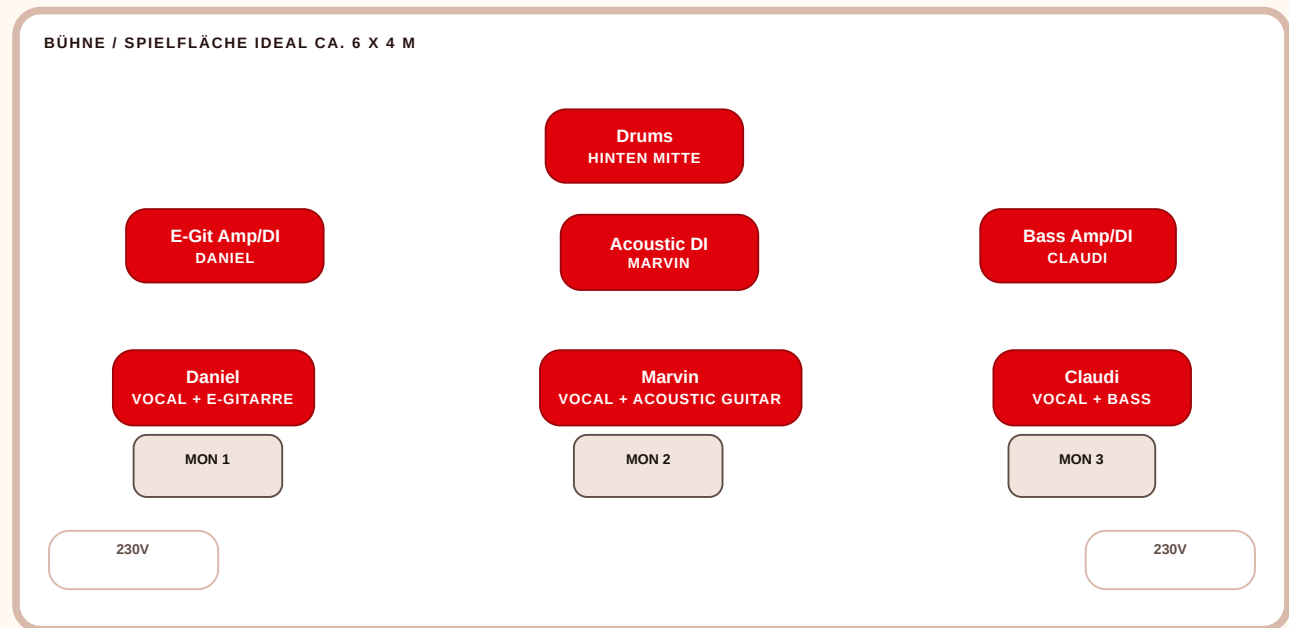 BÜHNE / SPIELFLÄCHE IDEAL CA. 6 X 4 M
Drums
HINTEN MITTE
E-Git Amp/DI
DANIEL
Acoustic DI
MARVIN
Bass Amp/DI
CLAUDI
Daniel
VOCAL + E-GITARRE
Marvin
VOCAL + ACOUSTIC GUITAR
Claudi
VOCAL + BASS
MON 1
MON 2
MON 3
230V
230V